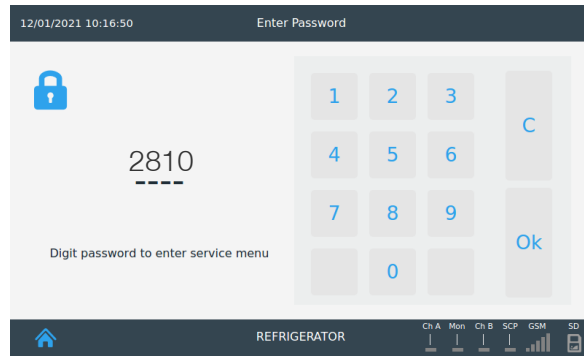 12/01/2021 10:16:50 Enter Password
1 2 3
C
2810
4 5 6
7 8 9
Ok
Digit password to enter service menu
0
REFRIGERATOR
Ch A Mon Ch B SCP GSM SD